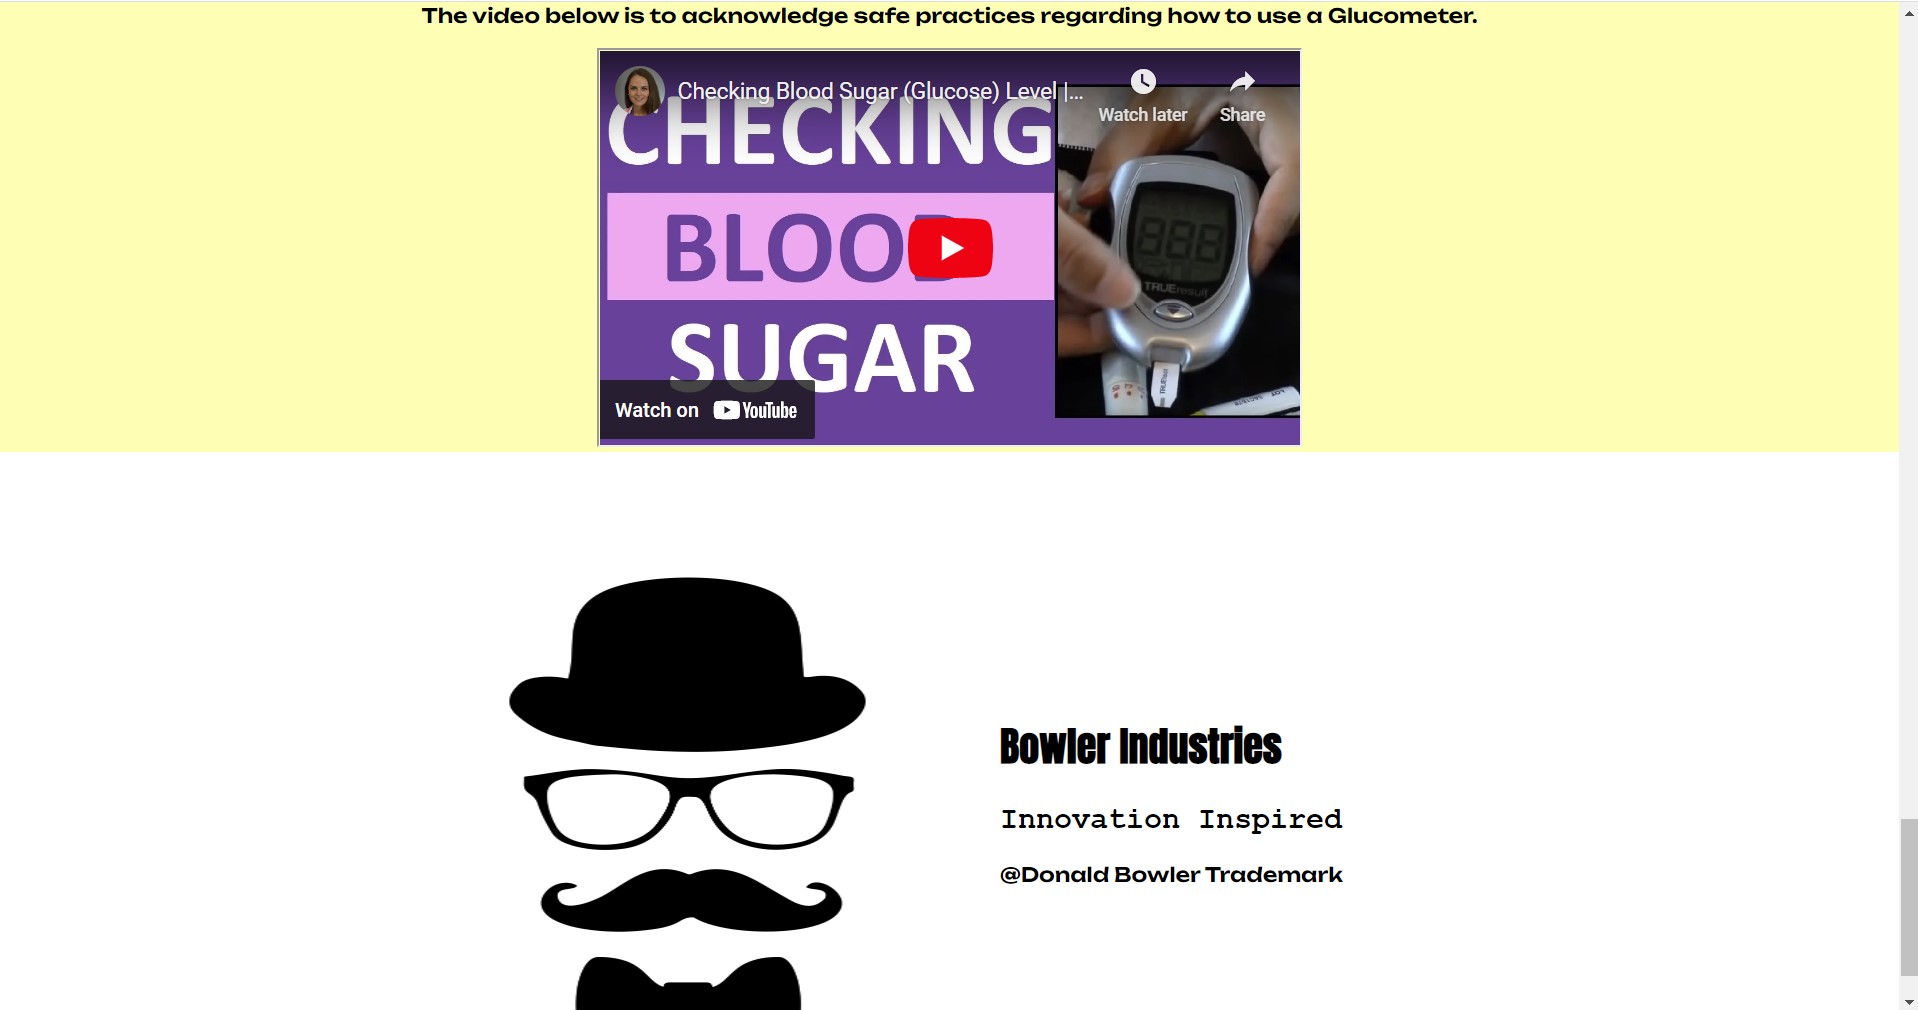 The video below is to acknowledge safe practices regarding how to use a Glucometer.
Checking Blood Sugar (Glucose) Level |...
Watch later
Share
CHECKING
BLOOD
SUGAR
888
TRUEresult
Watch on YouTube
Bowler Industries
Innovation Inspired
@Donald Bowler Trademark